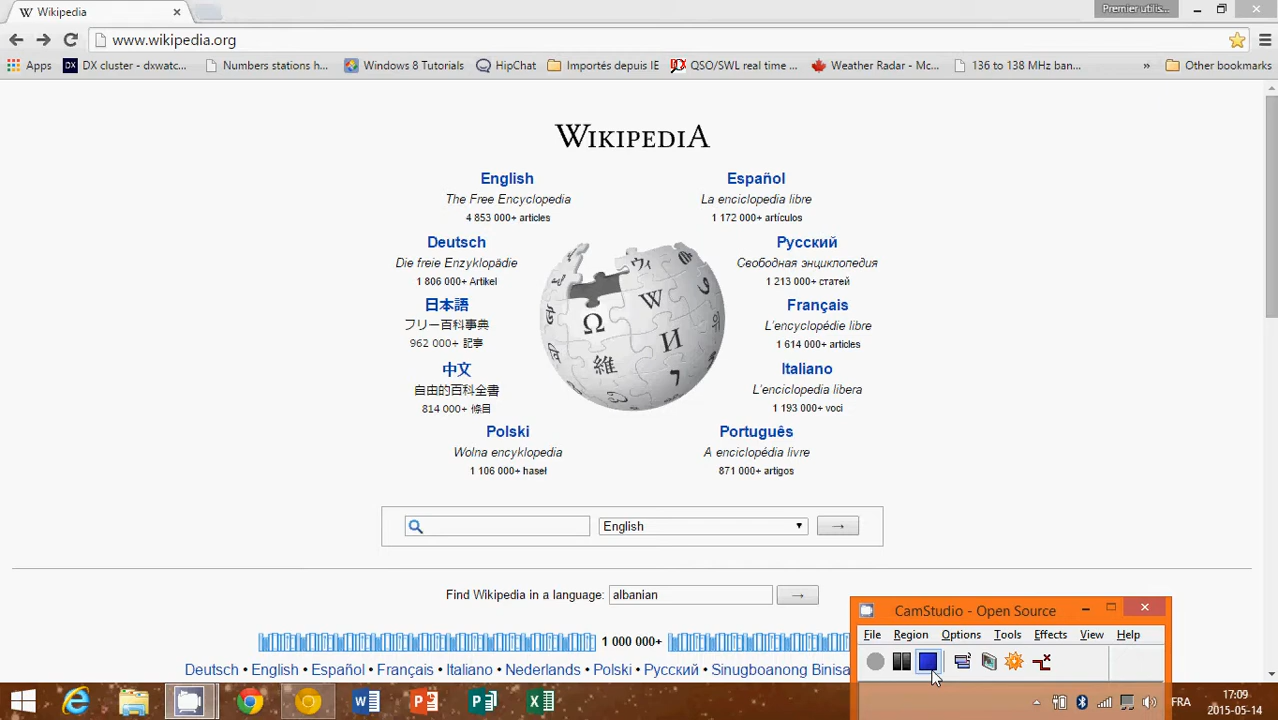 Wikipedia
Premier utilis...
www.wikipedia.org
Apps DX cluster - dxwatc... Numbers stations h... Windows 8 Tutorials HipChat Importés depuis IE QSO/SWL real time ... Weather Radar - Mc... 136 to 138 MHz ban... » Other bookmarks
WIKIPEDIA
English
The Free Encyclopedia
4 853 000+ articles
Español
La enciclopedia libre
1 172 000+ artículos
Deutsch
Die freie Enzyklopädie
1 806 000+ Artikel
Русский
Свободная энциклопедия
1 213 000+ статей
日本語
フリー百科事典
962 000+ 記事
Français
L'encyclopédie libre
1 614 000+ articles
中文
自由的百科全書
814 000+ 條目
Italiano
L'enciclopedia libera
1 193 000+ voci
Polski
Wolna encyklopedia
1 106 000+ haseł
Português
A enciclopédia livre
871 000+ artigos
English
Find Wikipedia in a language: albanian
1 000 000+
Deutsch • English • Español • Français • Italiano • Nederlands • Polski • Русский • Sinugboanong Binisa
CamStudio - Open Source
File Region Options Tools Effects View Help
FRA
17:09
2015-05-14